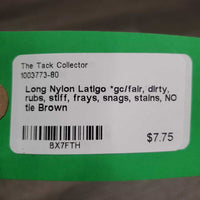 The Tack Collector
1003773-80
Long Nylon Latigo *gc/fair, dirty,
rubs, stiff, frays, snags, stains, NO
tie Brown
$7.75
BX7FTH